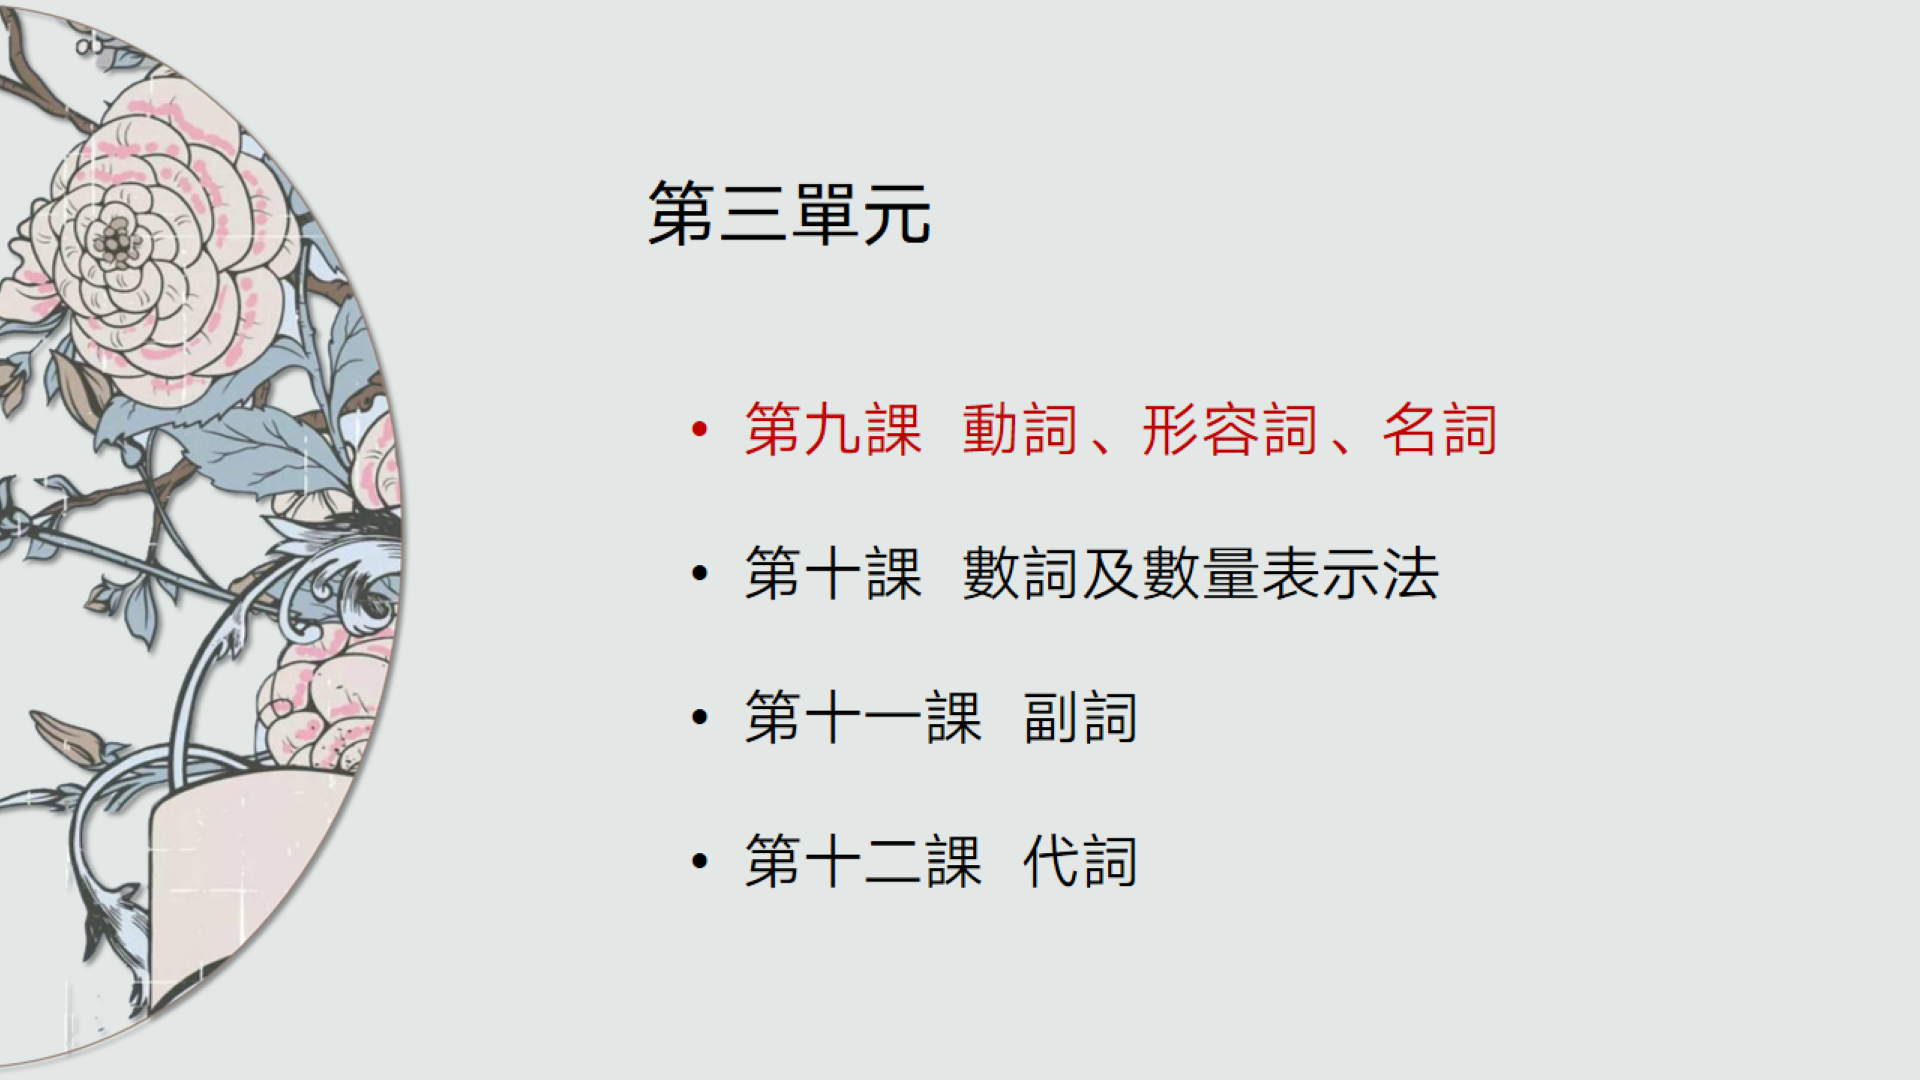 第三單元
• 第九課 動詞、形容詞、名詞
• 第十課 數詞及數量表示法
• 第十一課 副詞
• 第十二課 代詞